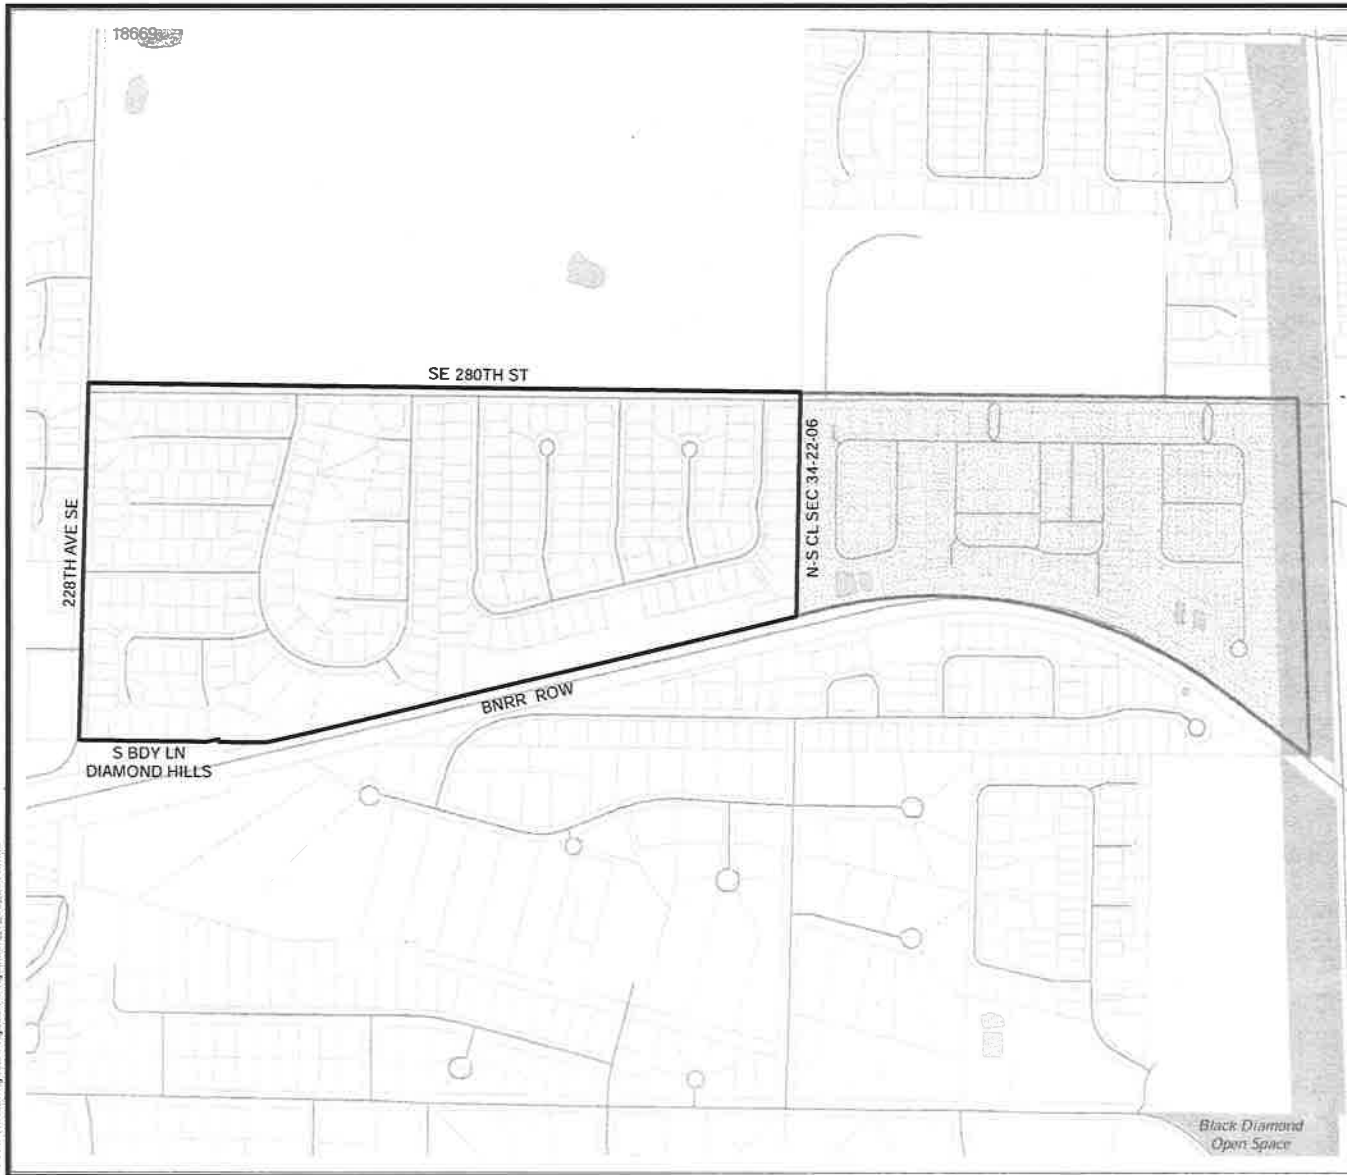 18669
SE 280TH ST
228TH AVE SE
N-S CL SEC 34-22-06
BNRR ROW
S BDY LN
DIAMOND HILLS
Black Diamond
Open Space